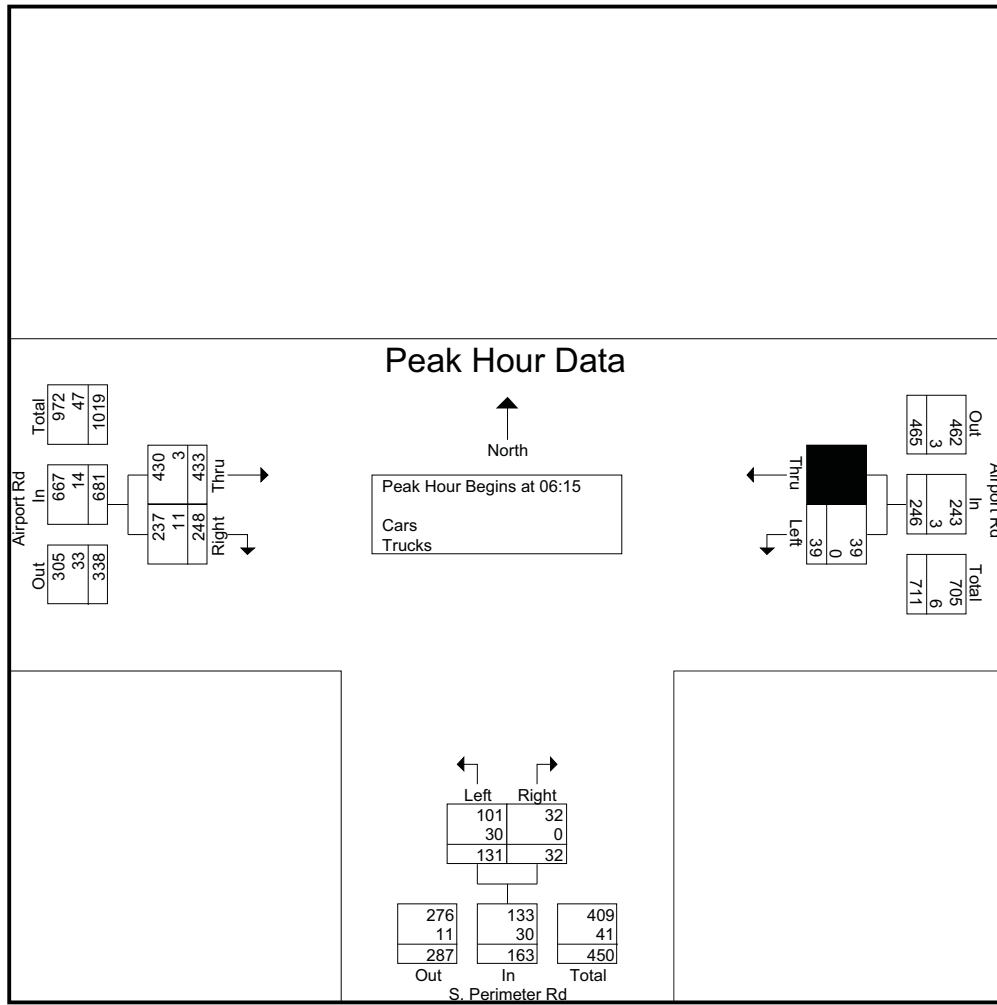 Peak Hour Data
North
Peak Hour Begins at 06:15
Cars
Trucks
Airport Rd
Out
In
Total
305
667
972
33
14
47
338
681
1019
237
430
11
3
248
433
Right
Thru
Airport Rd
Out
In
Total
462
243
705
3
3
6
465
246
711
39
0
39
Thru
Left
Left
Right
101
32
30
0
131
32
276
133
409
11
30
41
287
163
450
Out
In
Total
S. Perimeter Rd